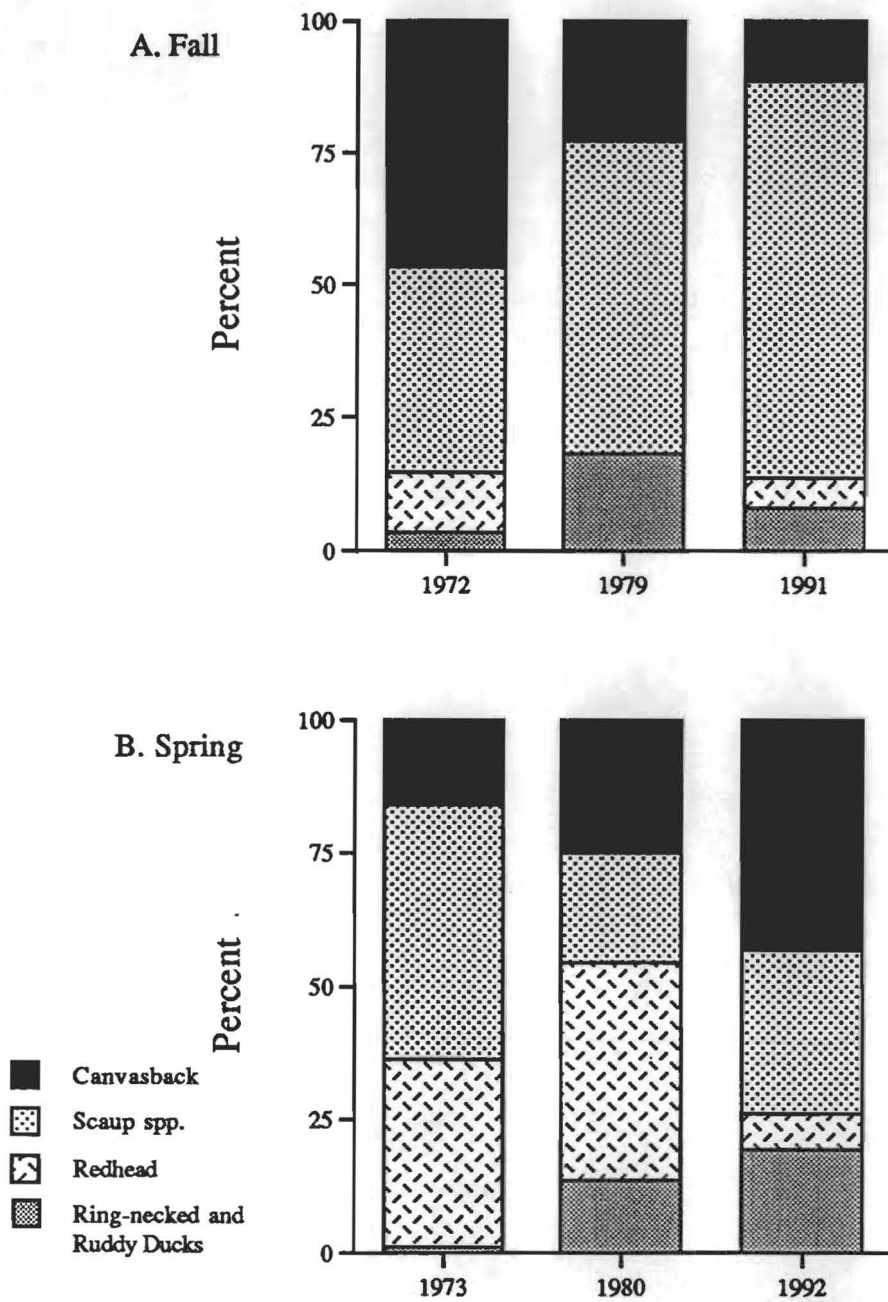 A. Fall
Percent
100
75
50
25
0
1972
1979
1991
B. Spring
Percent
100
75
50
25
0
1973
1980
1992
Canvasback
Scaup spp.
Redhead
Ring-necked and
Ruddy Ducks